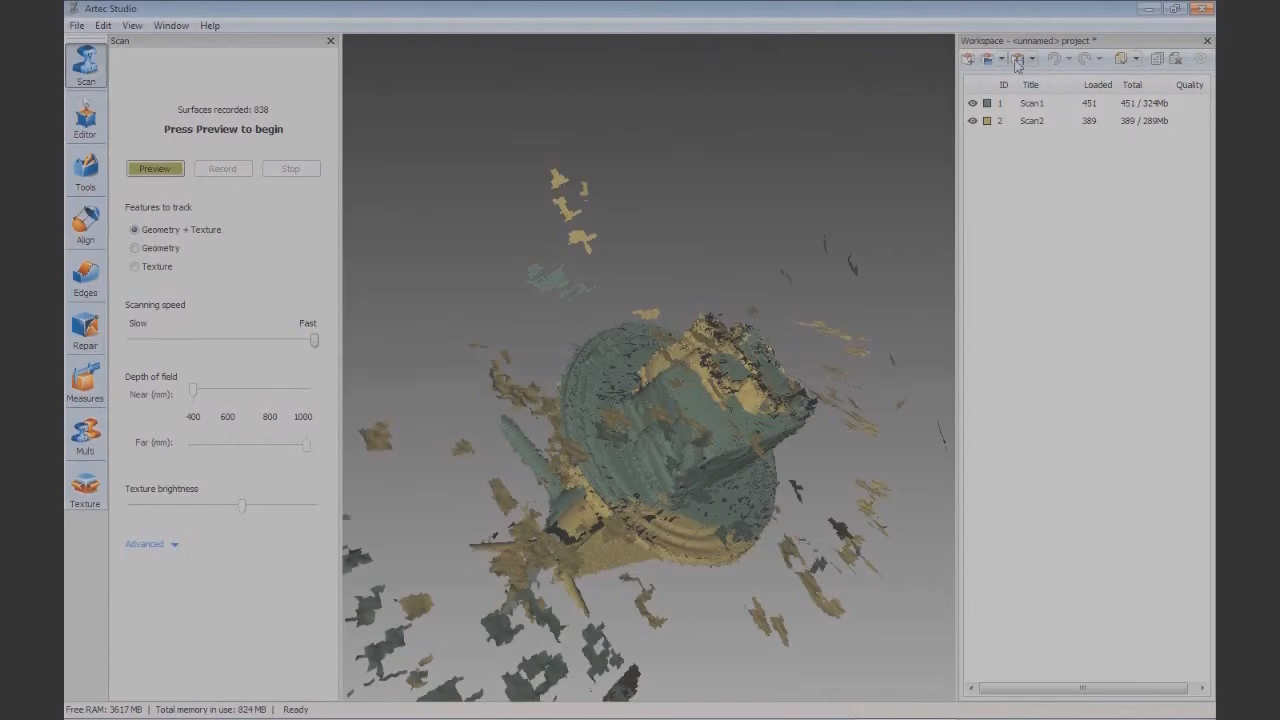 Artec Studio
File Edit View Window Help
Scan
Workspace - <unnamed> project *
Scan
Editor
Tools
Align
Edges
Repair
Measures
Multi
Texture
Surfaces recorded: 838
Press Preview to begin
Preview Record Stop
Features to track
Geometry + Texture
Geometry
Texture
Scanning speed
Slow Fast
Depth of field
Near (mm):
400 600 800 1000
Far (mm):
Texture brightness
Advanced
ID Title Loaded Total Quality
1 Scan1 451 451 / 324Mb
2 Scan2 389 389 / 289Mb
Free RAM: 3617 MB | Total memory in use: 824 MB | Ready